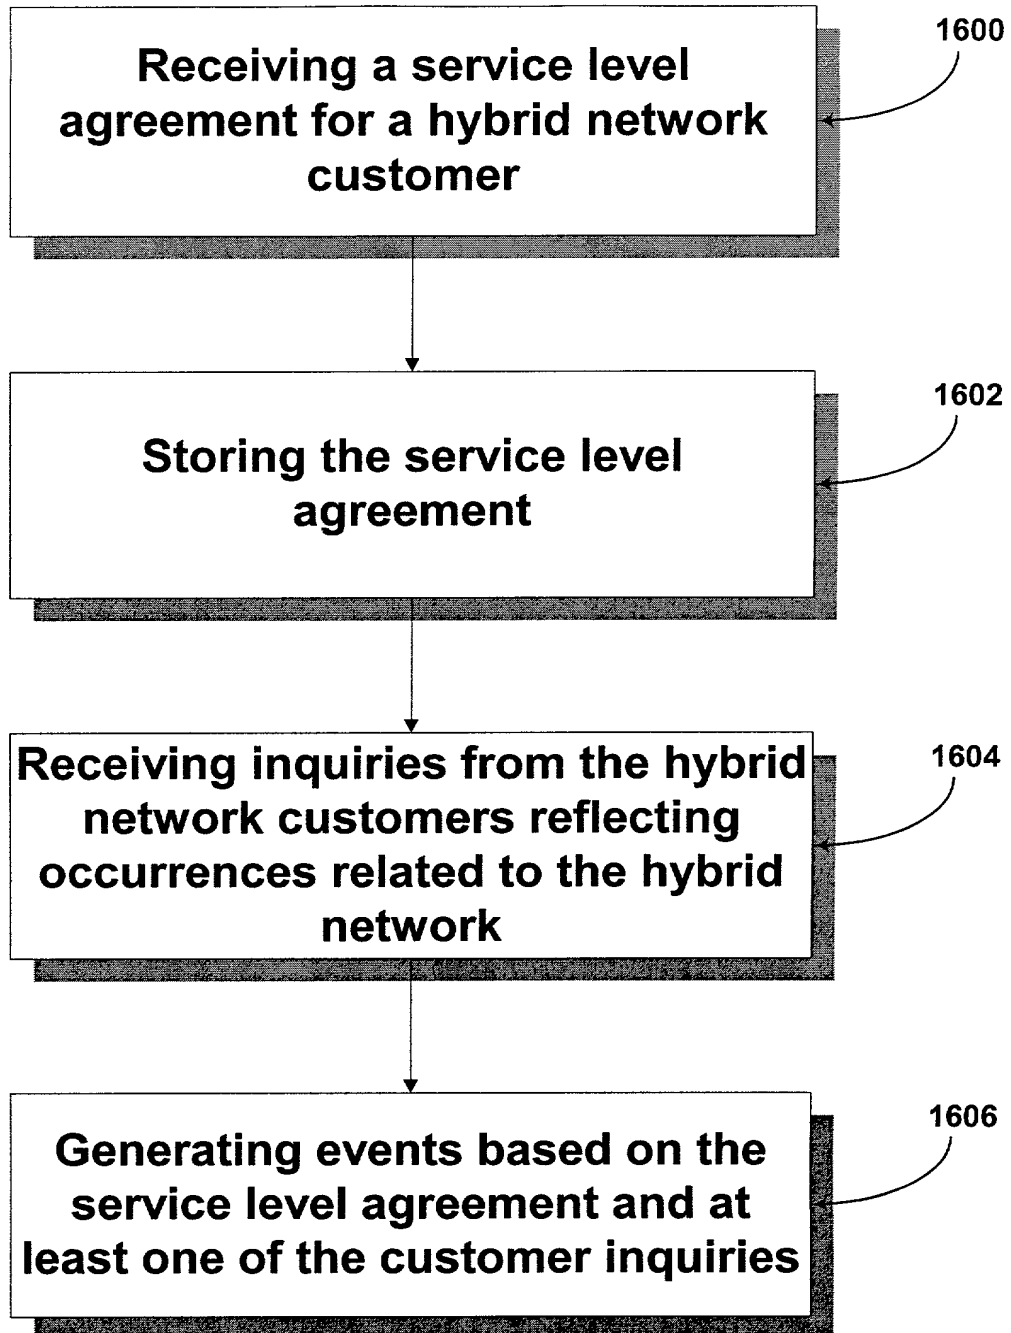 1600
Receiving a service level
agreement for a hybrid network
customer
1602
Storing the service level
agreement
1604
Receiving inquiries from the hybrid
network customers reflecting
occurrences related to the hybrid
network
1606
Generating events based on the
service level agreement and at
least one of the customer inquiries